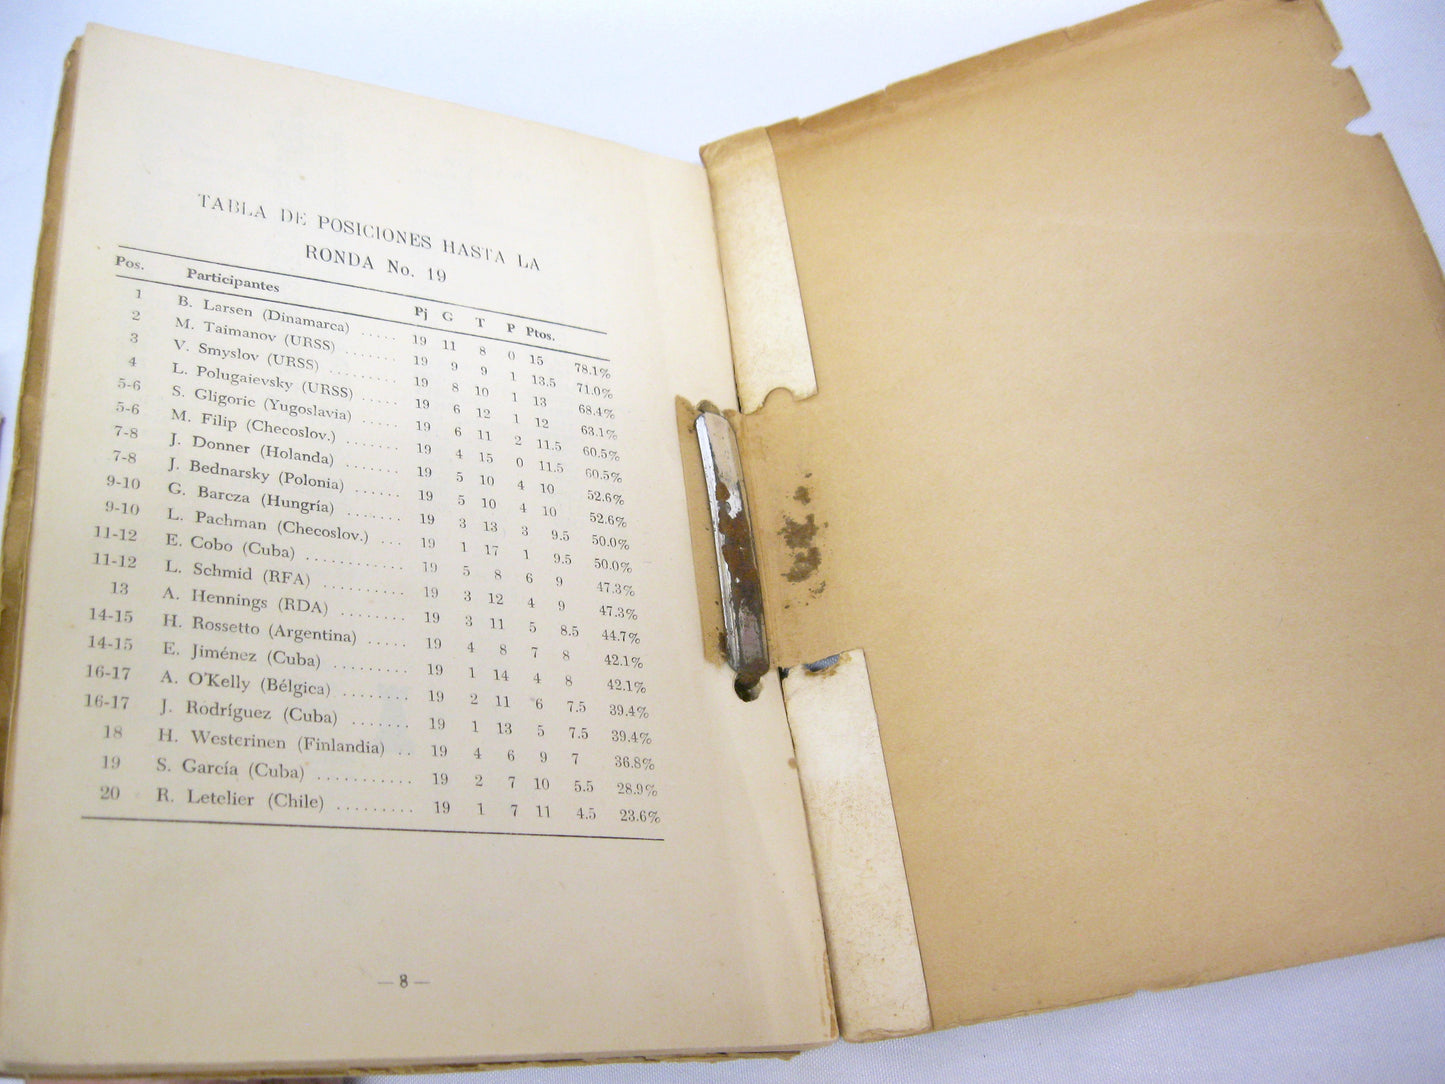 TABLA DE POSICIONES HASTA LA
RONDA No. 19
Pos. Participantes Pj G T P Ptos.
1 B. Larsen (Dinamarca) ..... 19 11 8 0 15 78.1%
2 M. Taimanov (URSS) ....... 19 9 9 1 13.5 71.0%
3 V. Smyslov (URSS) ......... 19 8 10 1 13 68.4%
4 L. Polugaievsky (URSS) ..... 19 6 12 1 12 63.1%
5-6 S. Gligoric (Yugoslavia) ..... 19 6 11 2 11.5 60.5%
5-6 M. Filip (Checoslov.) ....... 19 4 15 0 11.5 60.5%
7-8 J. Donner (Holanda) ....... 19 5 10 4 10 52.6%
7-8 J. Bednarsky (Polonia) ...... 19 5 10 4 10 52.6%
9-10 G. Barcza (Hungría) ....... 19 3 13 3 9.5 50.0%
9-10 L. Pachman (Checoslov.) ... 19 1 17 1 9.5 50.0%
11-12 E. Cobo (Cuba) ............ 19 5 8 6 9 47.3%
11-12 L. Schmid (RFA) .......... 19 3 12 4 9 47.3%
13 A. Hennings (RDA) ......... 19 3 11 5 8.5 44.7%
14-15 H. Rossetto (Argentina) ..... 19 4 8 7 8 42.1%
14-15 E. Jiménez (Cuba) ......... 19 1 14 4 8 42.1%
16-17 A. O'Kelly (Bélgica) ........ 19 2 11 6 7.5 39.4%
16-17 J. Rodríguez (Cuba) ....... 19 1 13 5 7.5 39.4%
18 H. Westerinen (Finlandia) .. 19 4 6 9 7 36.8%
19 S. García (Cuba) ........... 19 2 7 10 5.5 28.9%
20 R. Letelier (Chile) ......... 19 1 7 11 4.5 23.6%
— 8 —